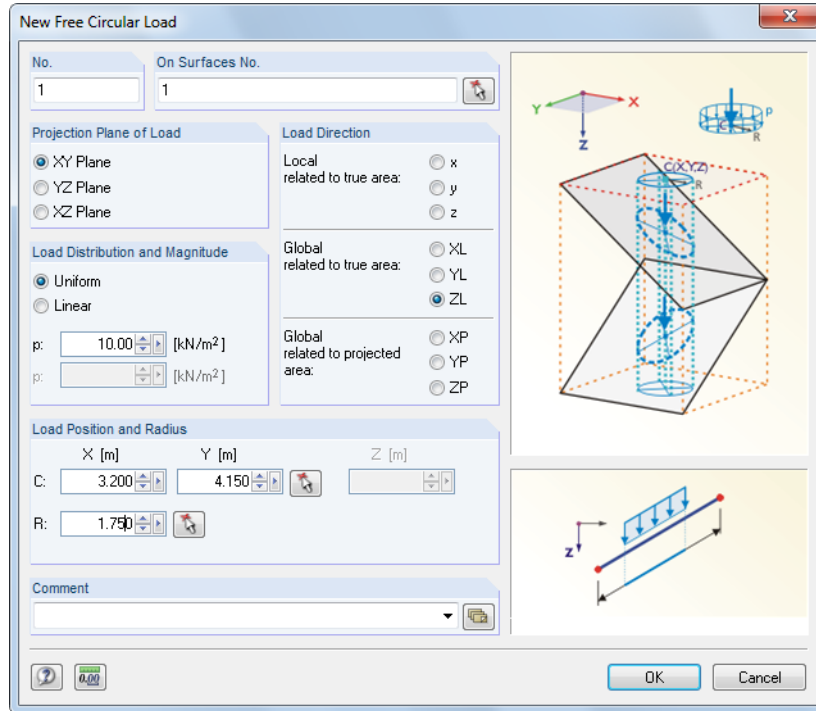 New Free Circular Load
No.
1
On Surfaces No.
1
Projection Plane of Load
XY Plane
YZ Plane
XZ Plane
Load Direction
Local
related to true area:
x
y
z
Global
related to true area:
XL
YL
ZL
Global
related to projected
area:
XP
YP
ZP
Load Distribution and Magnitude
Uniform
Linear
p: 10.00 [kN/m²]
p: [kN/m²]
Load Position and Radius
X [m] Y [m] Z [m]
C: 3.200 4.150
R: 1.750
Comment
Y X Z
p
C R
C(X,Y,Z)
R
Z
0.00
OK Cancel